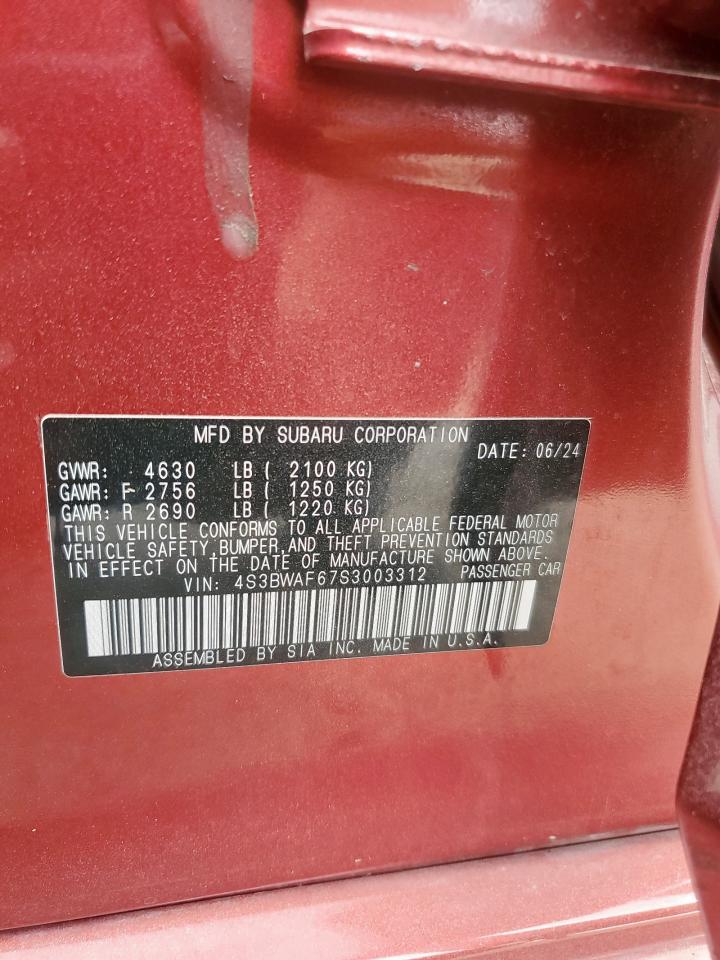 MFD BY SUBARU CORPORATION
DATE: 06/24
GVWR: 4630 LB ( 2100 KG)
GAWR: F 2756 LB ( 1250 KG)
GAWR: R 2690 LB ( 1220 KG)
THIS VEHICLE CONFORMS TO ALL APPLICABLE FEDERAL MOTOR
VEHICLE SAFETY, BUMPER, AND THEFT PREVENTION STANDARDS
IN EFFECT ON THE DATE OF MANUFACTURE SHOWN ABOVE.
VIN: 4S3BWAF67S3003312 PASSENGER CAR
ASSEMBLED BY SIA INC. MADE IN U.S.A.